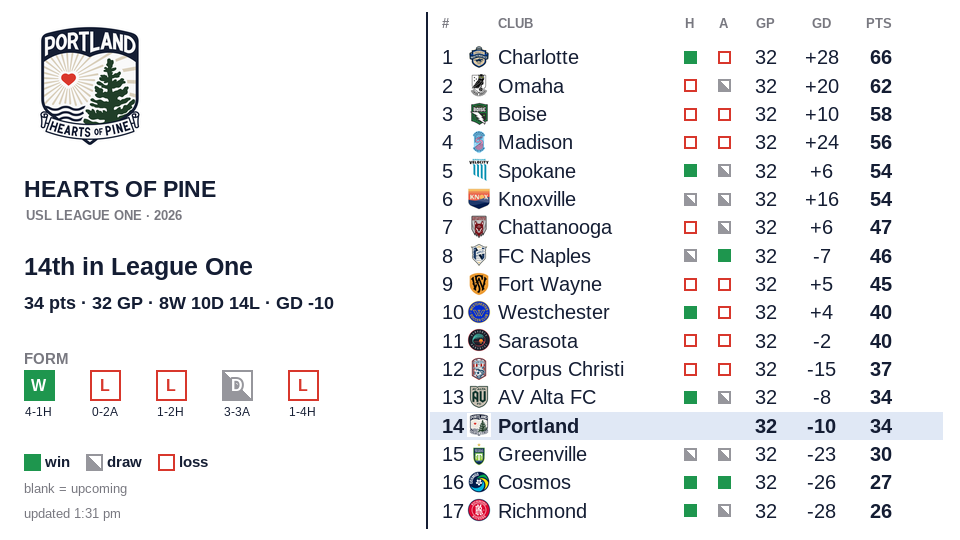 PORTLAND
HEARTS OF PINE
HEARTS OF PINE
USL LEAGUE ONE · 2026
14th in League One
34 pts · 32 GP · 8W 10D 14L · GD -10
FORM
W L L D L
4-1H 0-2A 1-2H 3-3A 1-4H
win draw loss
blank = upcoming
updated 1:31 pm
# CLUB H A GP GD PTS
1 Charlotte 32 +28 66
2 Omaha 32 +20 62
3 Boise 32 +10 58
4 Madison 32 +24 56
5 Spokane 32 +6 54
6 Knoxville 32 +16 54
7 Chattanooga 32 +6 47
8 FC Naples 32 -7 46
9 Fort Wayne 32 +5 45
10 Westchester 32 +4 40
11 Sarasota 32 -2 40
12 Corpus Christi 32 -15 37
13 AV Alta FC 32 -8 34
14 Portland 32 -10 34
15 Greenville 32 -23 30
16 Cosmos 32 -26 27
17 Richmond 32 -28 26